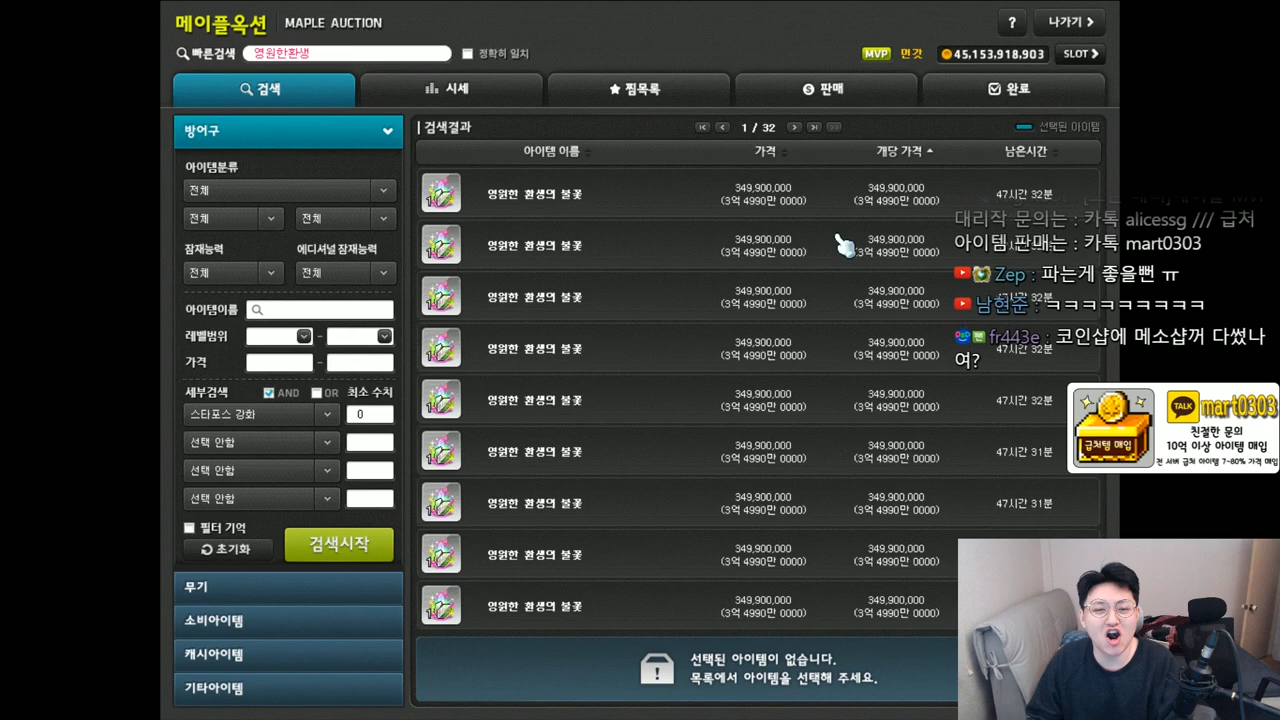 메이플옥션 MAPLE AUCTION
? 나가기
빠른검색 영원한환생 정확히 일치
MVP 민갓 45,153,918,903 SLOT
검색 시세 찜목록 판매 완료
방어구
아이템분류
전체
전체 전체
잠재능력 에디셔널 잠재능력
전체 전체
아이템이름
레벨범위 -
가격 -
세부검색 AND OR 최소 수치
스타포스 강화 0
선택 안함
선택 안함
선택 안함
필터 기억
초기화 검색시작
무기
소비아이템
캐시아이템
기타아이템
검색결과 1 / 32 선택된 아이템
아이템 이름 가격 개당 가격 남은시간
영원한 환생의 불꽃 349,900,000 (3억 4990만 0000) 349,900,000 (3억 4990만 0000) 47시간 32분
영원한 환생의 불꽃 349,900,000 (3억 4990만 0000) 349,900,000 (3억 4990만 0000)
영원한 환생의 불꽃 349,900,000 (3억 4990만 0000) 349,900,000 (3억 4990만 0000)
영원한 환생의 불꽃 349,900,000 (3억 4990만 0000) 349,900,000 (3억 4990만 0000) 47시간 32분
영원한 환생의 불꽃 349,900,000 (3억 4990만 0000) 349,900,000 (3억 4990만 0000) 47시간 32분
영원한 환생의 불꽃 349,900,000 (3억 4990만 0000) 349,900,000 (3억 4990만 0000) 47시간 31분
영원한 환생의 불꽃 349,900,000 (3억 4990만 0000) 349,900,000 (3억 4990만 0000) 47시간 31분
영원한 환생의 불꽃 349,900,000 (3억 4990만 0000) 349,900,000 (3억 4990만 0000)
영원한 환생의 불꽃 349,900,000 (3억 4990만 0000) 349,900,000 (3억 4990만 0000)
선택된 아이템이 없습니다.
목록에서 아이템을 선택해 주세요.
대리작 문의는 : 카톡 alicessg /// 급처
아이템 판매는 : 카톡 mart0303
Zep : 파는게 좋을뻔 ㅠ
남현준 : ㅋㅋㅋㅋㅋㅋㅋㅋㅋ
fr443e : 코인샵에 메소샵꺼 다썼나
여?
TALK mart0303
급처템 매입
친절한 문의
10억 이상 아이템 매입
전 서버 급처 아이템 7~80% 가격 매입